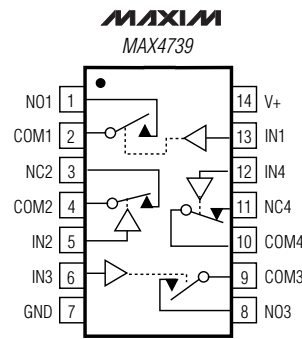 MAXIM
MAX4739
NO1 1 14 V+
COM1 2 13 IN1
NC2 3 12 IN4
COM2 4 11 NC4
IN2 5 10 COM4
IN3 6 9 COM3
GND 7 8 NO3